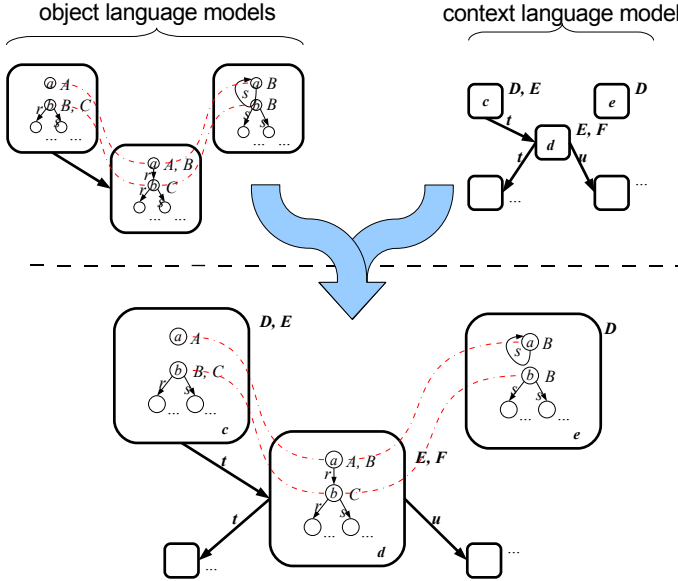 object language models
context language model
a A
b B, C
r s
... ...
a B
s
b B
s s
... ...
a A, B
r
b C
r s
... ...
c D, E
e D
t
d E, F
t u
...
...
D, E
a A
b B, C
r s
... ...
c
D
a B
s
b B
s s
... ...
e
t
E, F
a A, B
r
b C
r s
... ...
d
t u
...
...